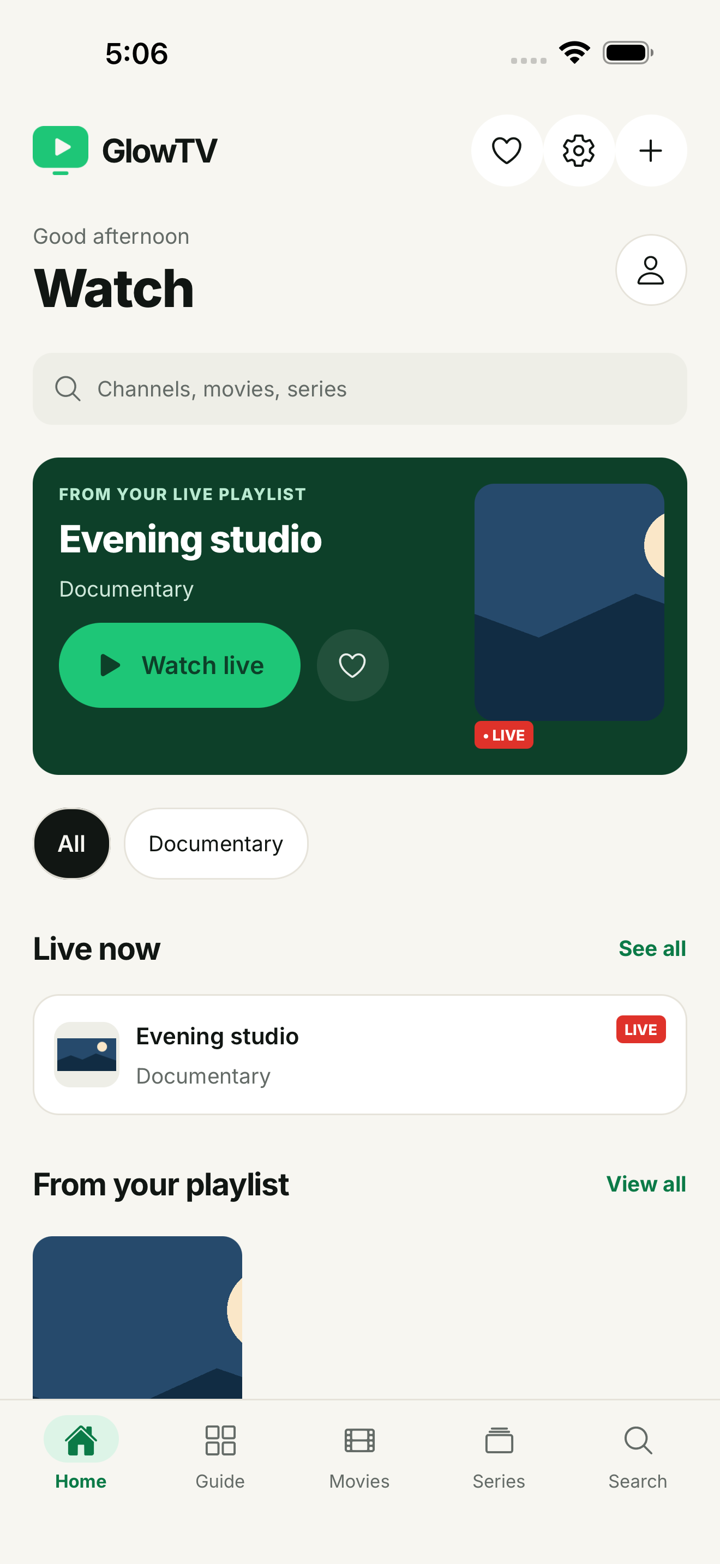 5:06
GlowTV
Good afternoon
Watch
Channels, movies, series
FROM YOUR LIVE PLAYLIST
Evening studio
Documentary
Watch live
• LIVE
All
Documentary
Live now
See all
Evening studio
LIVE
Documentary
From your playlist
View all
Home
Guide
Movies
Series
Search